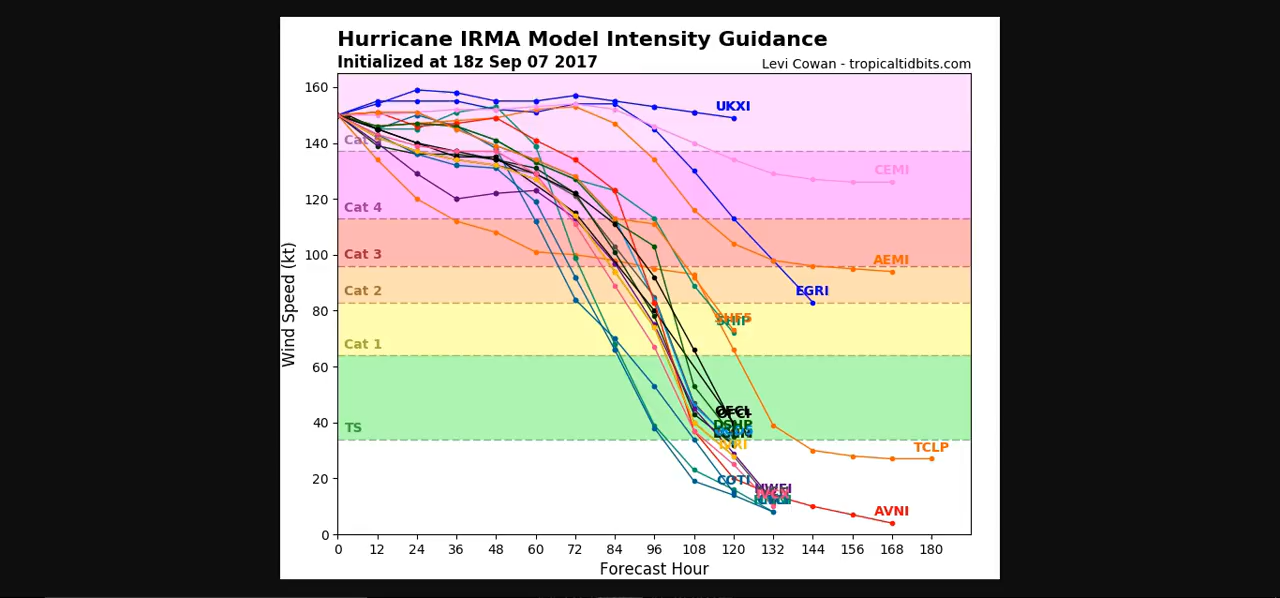 Hurricane IRMA Model Intensity Guidance
Initialized at 18z Sep 07 2017
Levi Cowan - tropicaltidbits.com
160
140
120
100
80
60
40
20
0
Wind Speed (kt)
Cat
Cat 4
Cat 3
Cat 2
Cat 1
TS
UKXI
CEMI
AEMI
EGRI
SHIP
DSHP
COTI
TCLP
AVNI
0 12 24 36 48 60 72 84 96 108 120 132 144 156 168 180
Forecast Hour